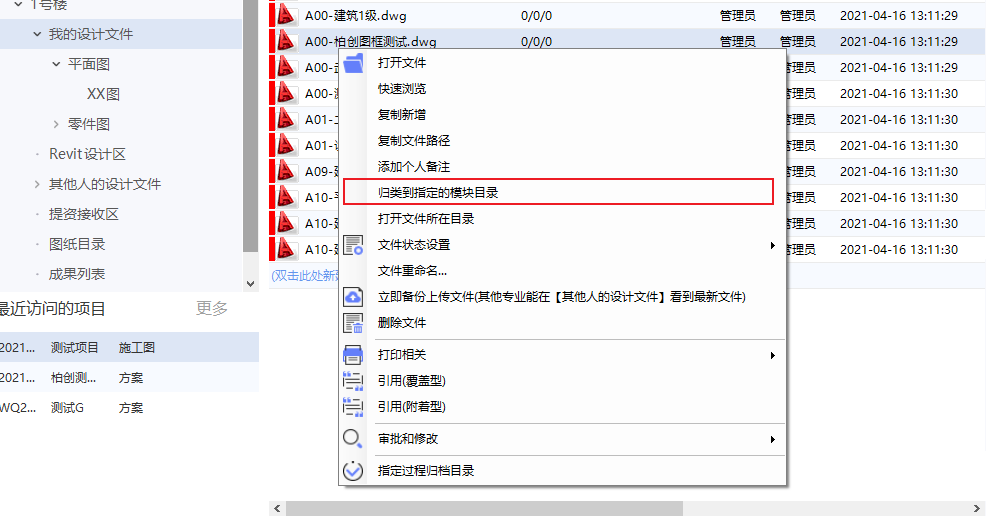 1号楼
我的设计文件
平面图
XX图
零件图
Revit设计区
其他人的设计文件
提资接收区
图纸目录
成果列表
最近访问的项目 更多
2021... 测试项目 施工图
2021... 柏创测... 方案
WQ2... 测试G 方案
A00-建筑1级.dwg 0/0/0 管理员 2021-04-16 13:11:29
A00-柏创图框测试.dwg 0/0/0 管理员 2021-04-16 13:11:29
A00- 管理员 2021-04-16 13:11:29
A00- 管理员 2021-04-16 13:11:30
A01- 管理员 2021-04-16 13:11:30
A01- 管理员 2021-04-16 13:11:30
A09- 管理员 2021-04-16 13:11:30
A10- 管理员 2021-04-16 13:11:30
A10- 管理员 2021-04-16 13:11:30
A10- 管理员 2021-04-16 13:11:30
(双击此处新
打开文件
快速浏览
复制新增
复制文件路径
添加个人备注
归类到指定的模块目录
打开文件所在目录
文件状态设置
文件重命名...
立即备份上传文件(其他专业能在【其他人的设计文件】看到最新文件)
删除文件
打印相关
引用(覆盖型)
引用(附着型)
审批和修改
指定过程归档目录